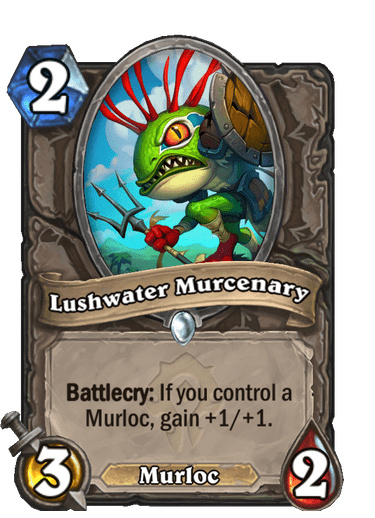 2
Lushwater Murcenary
Battlecry: If you control a
Murloc, gain +1/+1.
3
Murloc
2